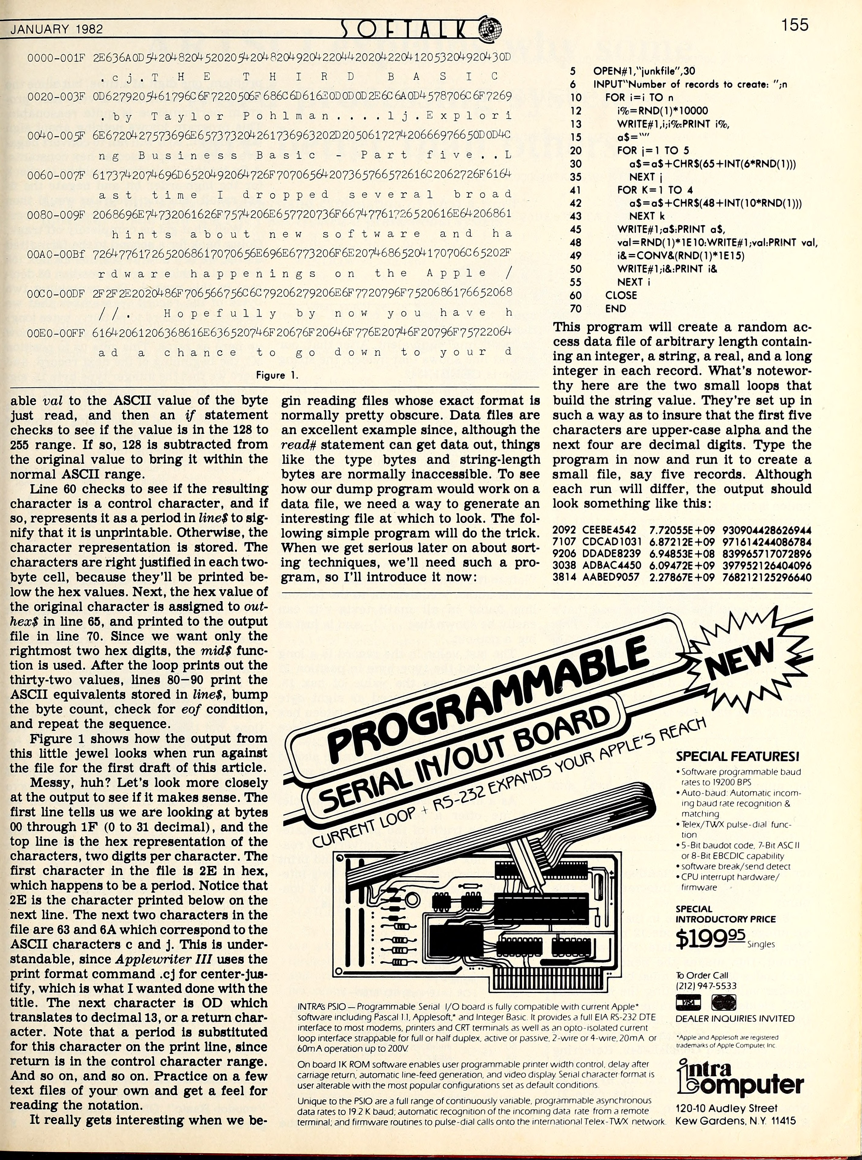 JANUARY 1982
SOFTALK
155
0000-001F 2E636A0D5420482045202054204820492022044202042204120532049204300D
. c j . T H E T H I R D B A S I C
0020-003F
. b y T a y l o r P o h l m a n . . . . l j . E x p l o r i
0040-005F
n g B u s i n e s s B a s i c - P a r t f i v e . . L
0060-007F
a s t t i m e I d r o p p e d s e v e r a l b r o a d
0080-009F
h i n t s a b o u t n e w s o f t w a r e a n d h a
00A0-00Bf
r d w a r e h a p p e n i n g s o n t h e A p p l e /
00C0-00DF
/ / . H o p e f u l l y b y n o w y o u h a v e h
00E0-00FF
a d a c h a n c e t o g o d o w n t o y o u r d
Figure 1.
able val to the ASCII value of the byte
just read, and then an if statement
checks to see if the value is in the 128 to
255 range. If so, 128 is subtracted from
the original value to bring it within the
normal ASCII range.
Line 60 checks to see if the resulting
character is a control character, and if
so, represents it as a period in line$ to sig-
nify that it is unprintable. Otherwise, the
character representation is stored. The
characters are right justified in each two-
byte cell, because they'll be printed be-
low the hex values. Next, the hex value of
the original character is assigned to out-
hex$ in line 65, and printed to the output
file in line 70. Since we want only the
rightmost two hex digits, the mid$ func-
tion is used. After the loop prints out the
thirty-two values, lines 80–90 print the
ASCII equivalents stored in line$, bump
the byte count, check for eof condition,
and repeat the sequence.
Figure 1 shows how the output from
this little jewel looks when run against
the file for the first draft of this article.
Messy, huh? Let's look more closely
at the output to see if it makes sense. The
first line tells us we are looking at bytes
00 through 1F (0 to 31 decimal), and the
top line is the hex representation of the
characters, two digits per character. The
first character in the file is 2E in hex,
which happens to be a period. Notice that
2E is the character printed below on the
next line. The next two characters in the
file are 63 and 6A which correspond to the
ASCII characters c and j. This is under-
standable, since Applewriter III uses the
print format command .cj for center-jus-
tify, which is what I wanted done with the
title. The next character is OD which
translates to decimal 13, or a return char-
acter. Note that a period is substituted
for this character on the print line, since
return is in the control character range.
And so on, and so on. Practice on a few
text files of your own and get a feel for
reading the notation.
It really gets interesting when we be-
gin reading files whose exact format is
normally pretty obscure. Data files are
an excellent example since, although the
read# statement can get data out, things
like the type bytes and string-length
bytes are normally inaccessible. To see
how our dump program would work on a
data file, we need a way to generate an
interesting file at which to look. The fol-
lowing simple program will do the trick.
When we get serious later on about sort-
ing techniques, we'll need such a pro-
gram, so I'll introduce it now:
5 OPEN#1,"junkfile",30
6 INPUT"Number of records to create: ";n
10 FOR i=i TO n
12 i%=RND(1)*10000
13 WRITE#1,i;i%:PRINT i%,
15 a$=""
20 FOR j=1 TO 5
30 a$=a$+CHR$(65+INT(6*RND(1)))
35 NEXT j
41 FOR K=1 TO 4
42 a$=a$+CHR$(48+INT(10*RND(1)))
43 NEXT k
45 WRITE#1;a$:PRINT a$,
48 val=RND(1)*1E10:WRITE#1;val:PRINT val,
49 i&=CONV&(RND(1)*1E15)
50 WRITE#1;i&:PRINT i&
55 NEXT i
60 CLOSE
70 END
This program will create a random ac-
cess data file of arbitrary length contain-
ing an integer, a string, a real, and a long
integer in each record. What's notewor-
thy here are the two small loops that
build the string value. They're set up in
such a way as to insure that the first five
characters are upper-case alpha and the
next four are decimal digits. Type the
program in now and run it to create a
small file, say five records. Although
each run will differ, the output should
look something like this:
2092 CEEBE4542 7.72055E+09 930904428626944
7107 CDCAD1031 6.87212E+09 971614244086784
9206 DDADE8239 6.94853E+08 839965717072896
3038 ADBAC4450 6.09472E+09 397952126404096
3814 AABED9057 2.27867E+09 768212125296640
PROGRAMMABLE
SERIAL IN/OUT BOARD
NEW
CURRENT LOOP + RS-232 EXPANDS YOUR APPLE'S REACH
SPECIAL FEATURES!
• Software programmable baud
rates to 19200 BPS
• Auto-baud: Automatic incom-
ing baud rate recognition &
matching
• Telex/TWX pulse-dial func-
tion
• 5-Bit baudot code, 7-Bit ASC II
or 8-Bit EBCDIC capability
• software break/send detect
• CPU interrupt hardware/
firmware
SPECIAL
INTRODUCTORY PRICE
$199.95 Singles
To Order Call
(212) 947-5533
VISA
DEALER INQUIRIES INVITED
*Apple and Applesoft are registered
trademarks of Apple Computer, Inc
intra Computer
120-10 Audley Street
Kew Gardens, N.Y. 11415
INTRA's PSIO — Programmable Serial I/O board is fully compatible with current Apple*
software including Pascal 1.1, Applesoft,* and Integer Basic. It provides a full EIA RS-232 DTE
interface to most modems, printers and CRT terminals as well as an opto-isolated current
loop interface strappable for full or half duplex, active or passive, 2-wire or 4-wire, 20mA or
60mA operation up to 200V.
On board 1K ROM software enables user programmable printer width control, delay after
carriage return, automatic line-feed generation, and video display. Serial character format is
user alterable with the most popular configurations set as default conditions.
Unique to the PSIO are a full range of continuously variable, programmable asynchronous
data rates to 19.2 K baud; automatic recognition of the incoming data rate from a remote
terminal; and firmware routines to pulse-dial calls onto the international Telex-TWX network.